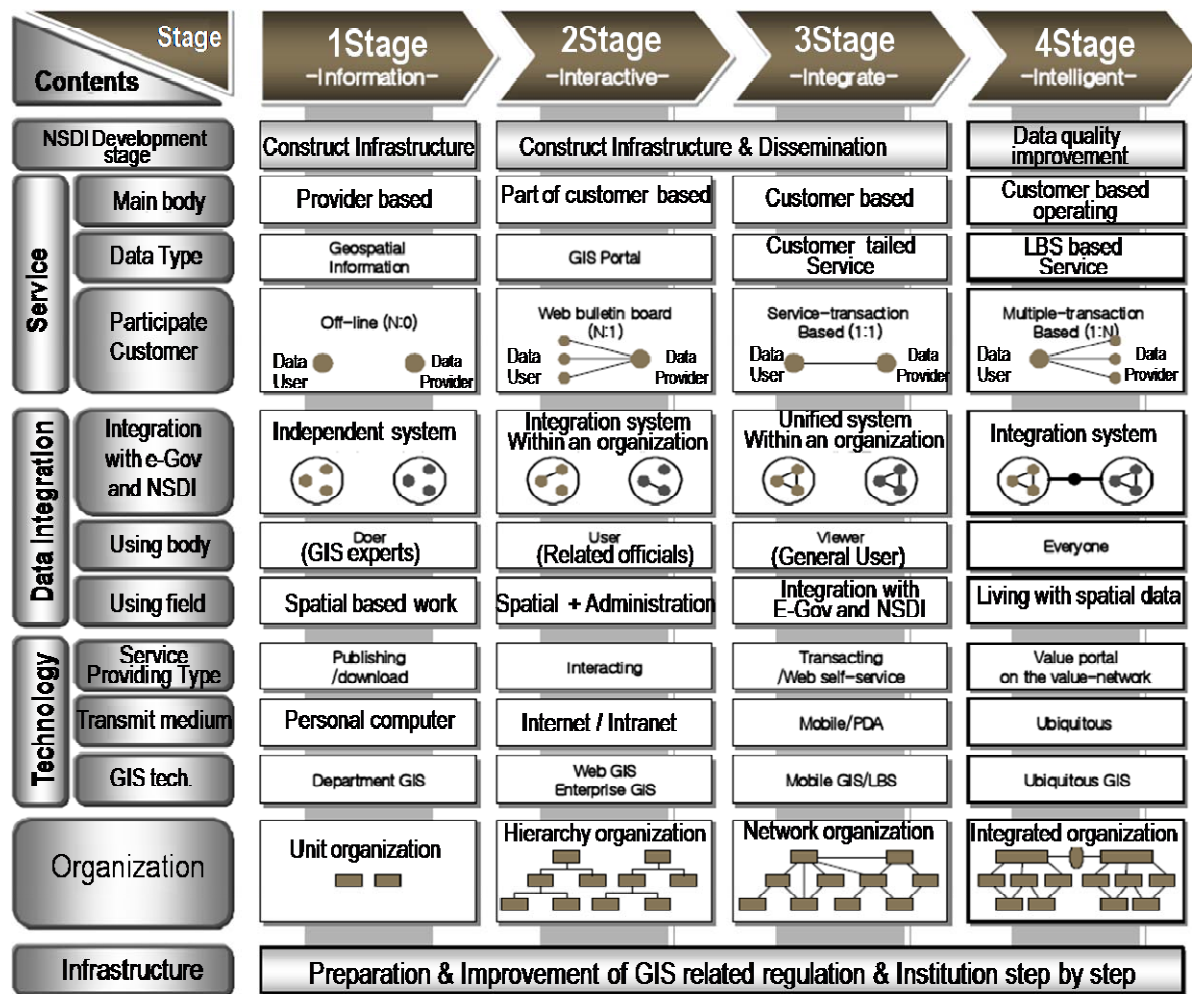 Stage
Contents
1Stage
-Information-
2Stage
-Interactive-
3Stage
-Integrate-
4Stage
-Intelligent-
NSDI Development
stage
Construct Infrastructure
Construct Infrastructure & Dissemination
Data quality
improvement
Service
Main body
Provider based
Part of customer based
Customer based
Customer based
operating
Data Type
Geospatial
Information
GIS Portal
Customer tailed
Service
LBS based
Service
Participate
Customer
Off-line (N:0)
Data
User
Data
Provider
Web bulletin board
(N:1)
Data
User
Data
Provider
Service-transaction
Based (1:1)
Data
User
Data
Provider
Multiple-transaction
Based (1:N)
Data
User
Data
Provider
Data Integration
Integration
with e-Gov
and NSDI
Independent system
Integration system
Within an organization
Unified system
Within an organization
Integration system
Using body
Doer
(GIS experts)
User
(Related officials)
Viewer
(General User)
Everyone
Using field
Spatial based work
Spatial + Administration
Integration with
E-Gov and NSDI
Living with spatial data
Technology
Service
Providing Type
Publishing
/download
Interacting
Transacting
/Web self-service
Value portal
on the value-network
Transmit medium
Personal computer
Internet / Intranet
Mobile/PDA
Ubiquitous
GIS tech.
Department GIS
Web GIS
Enterprise GIS
Mobile GIS/LBS
Ubiquitous GIS
Organization
Unit organization
Hierarchy organization
Network organization
Integrated organization
Infrastructure
Preparation & Improvement of GIS related regulation & Institution step by step